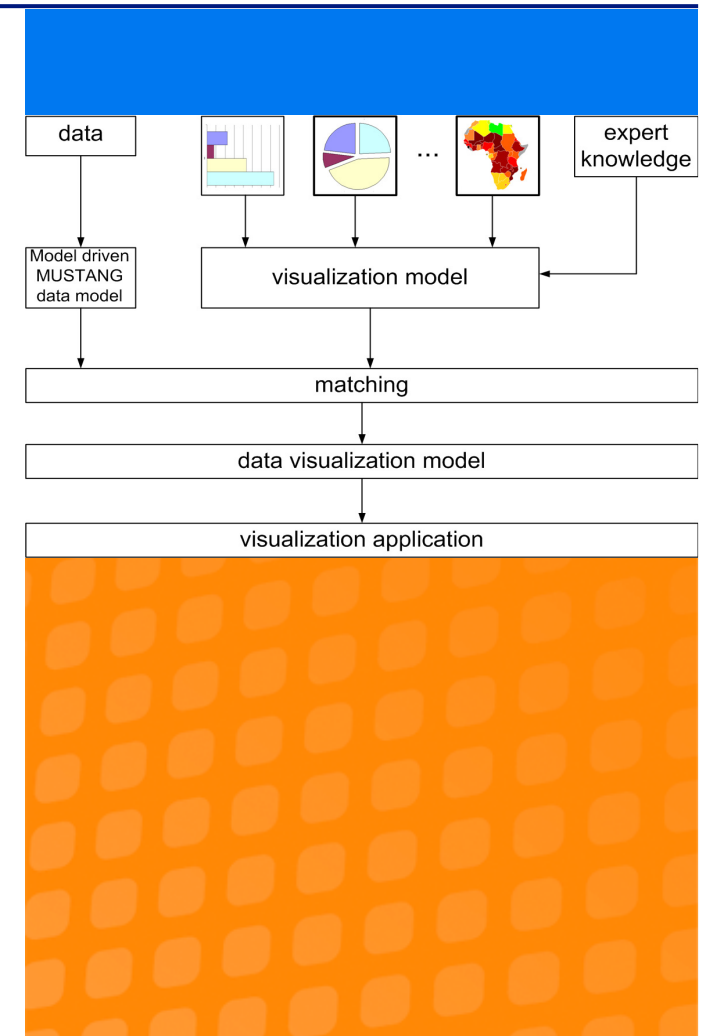 data
...
expert
knowledge
Model driven
MUSTANG
data model
visualization model
matching
data visualization model
visualization application